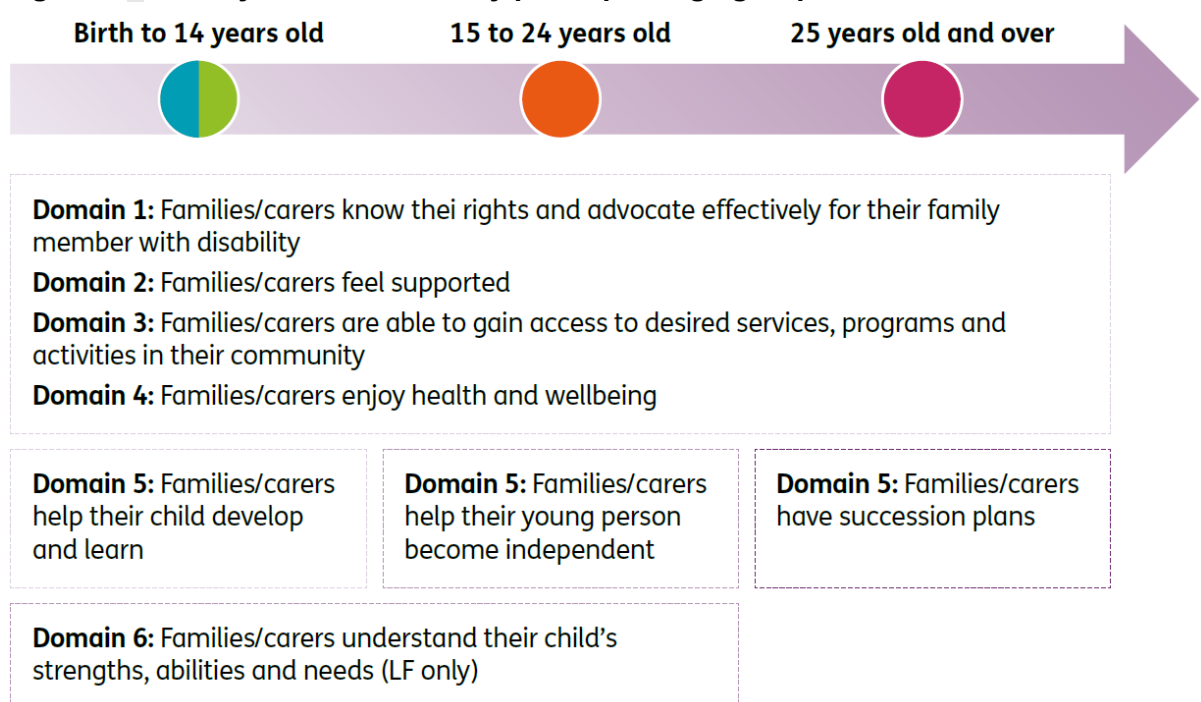 Birth to 14 years old
15 to 24 years old
25 years old and over
Domain 1: Families/carers know thei rights and advocate effectively for their family
member with disability
Domain 2: Families/carers feel supported
Domain 3: Families/carers are able to gain access to desired services, programs and
activities in their community
Domain 4: Families/carers enjoy health and wellbeing
Domain 5: Families/carers
help their child develop
and learn
Domain 5: Families/carers
help their young person
become independent
Domain 5: Families/carers
have succession plans
Domain 6: Families/carers understand their child’s
strengths, abilities and needs (LF only)